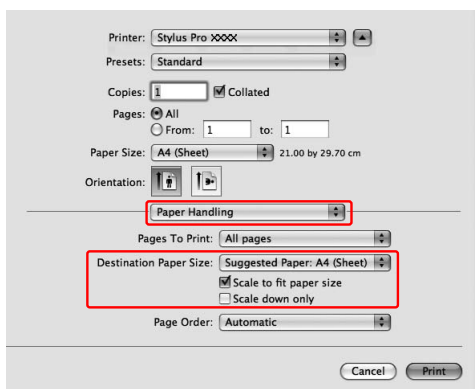 Printer: Stylus Pro XXXX
Presets: Standard
Copies: 1 Collated
Pages: All
From: 1 to: 1
Paper Size: A4 (Sheet) 21.00 by 29.70 cm
Orientation:
Paper Handling
Pages To Print: All pages
Destination Paper Size: Suggested Paper: A4 (Sheet)
Scale to fit paper size
Scale down only
Page Order: Automatic
Cancel Print